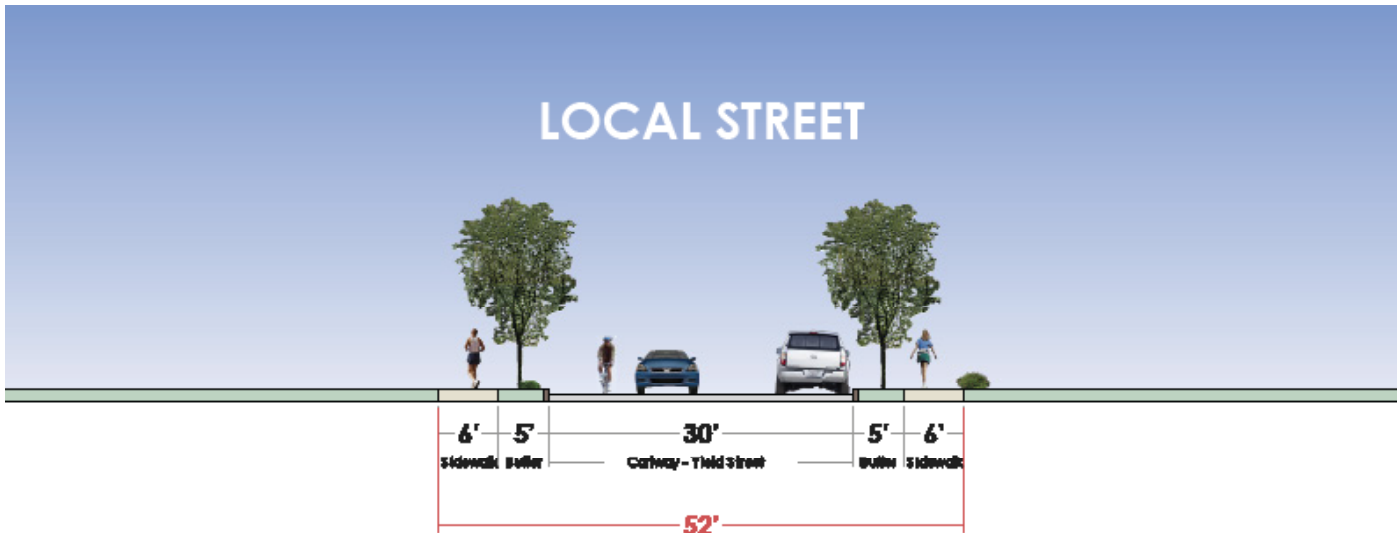 LOCAL STREET
6' 5' 30' 5' 6'
Sidewalk Buffer Cartway - Yield Street Buffer Sidewalk
52'